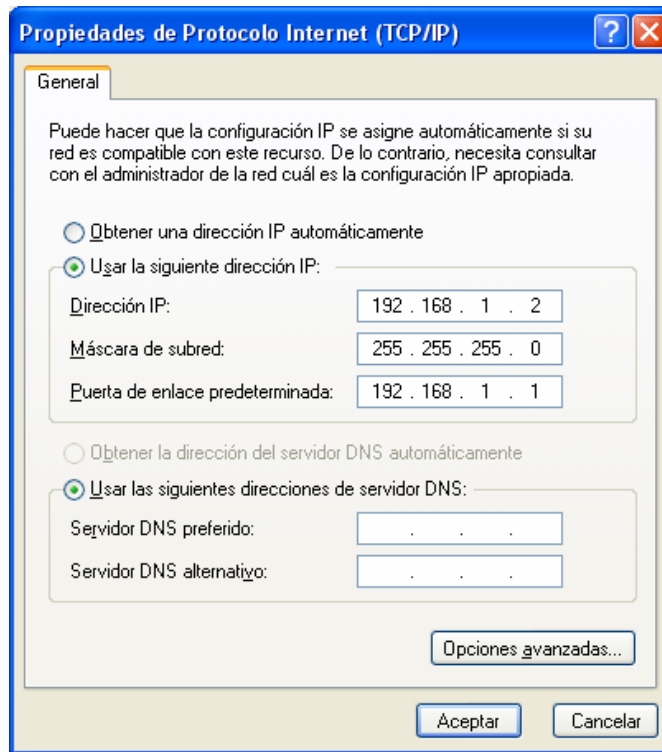 Propiedades de Protocolo Internet (TCP/IP)
General
Puede hacer que la configuración IP se asigne automáticamente si su
red es compatible con este recurso. De lo contrario, necesita consultar
con el administrador de la red cuál es la configuración IP apropiada.
Obtener una dirección IP automáticamente
Usar la siguiente dirección IP:
Dirección IP: 192 . 168 . 1 . 2
Máscara de subred: 255 . 255 . 255 . 0
Puerta de enlace predeterminada: 192 . 168 . 1 . 1
Obtener la dirección del servidor DNS automáticamente
Usar las siguientes direcciones de servidor DNS:
Servidor DNS preferido: . . .
Servidor DNS alternativo: . . .
Opciones avanzadas...
Aceptar Cancelar